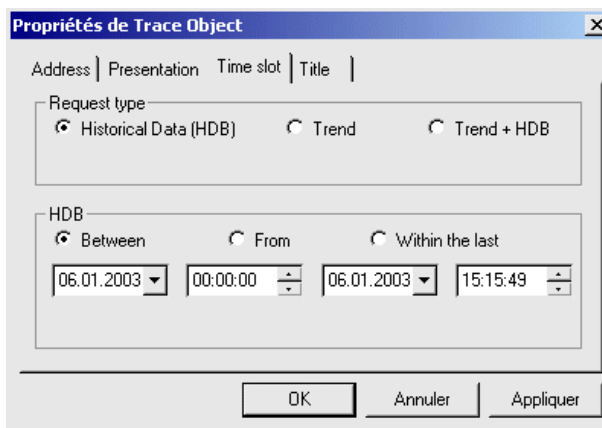 Propriétés de Trace Object
Address Presentation Time slot Title
Request type
Historical Data (HDB) Trend Trend + HDB
HDB
Between From Within the last
06.01.2003 00:00:00 06.01.2003 15:15:49
OK Annuler Appliquer